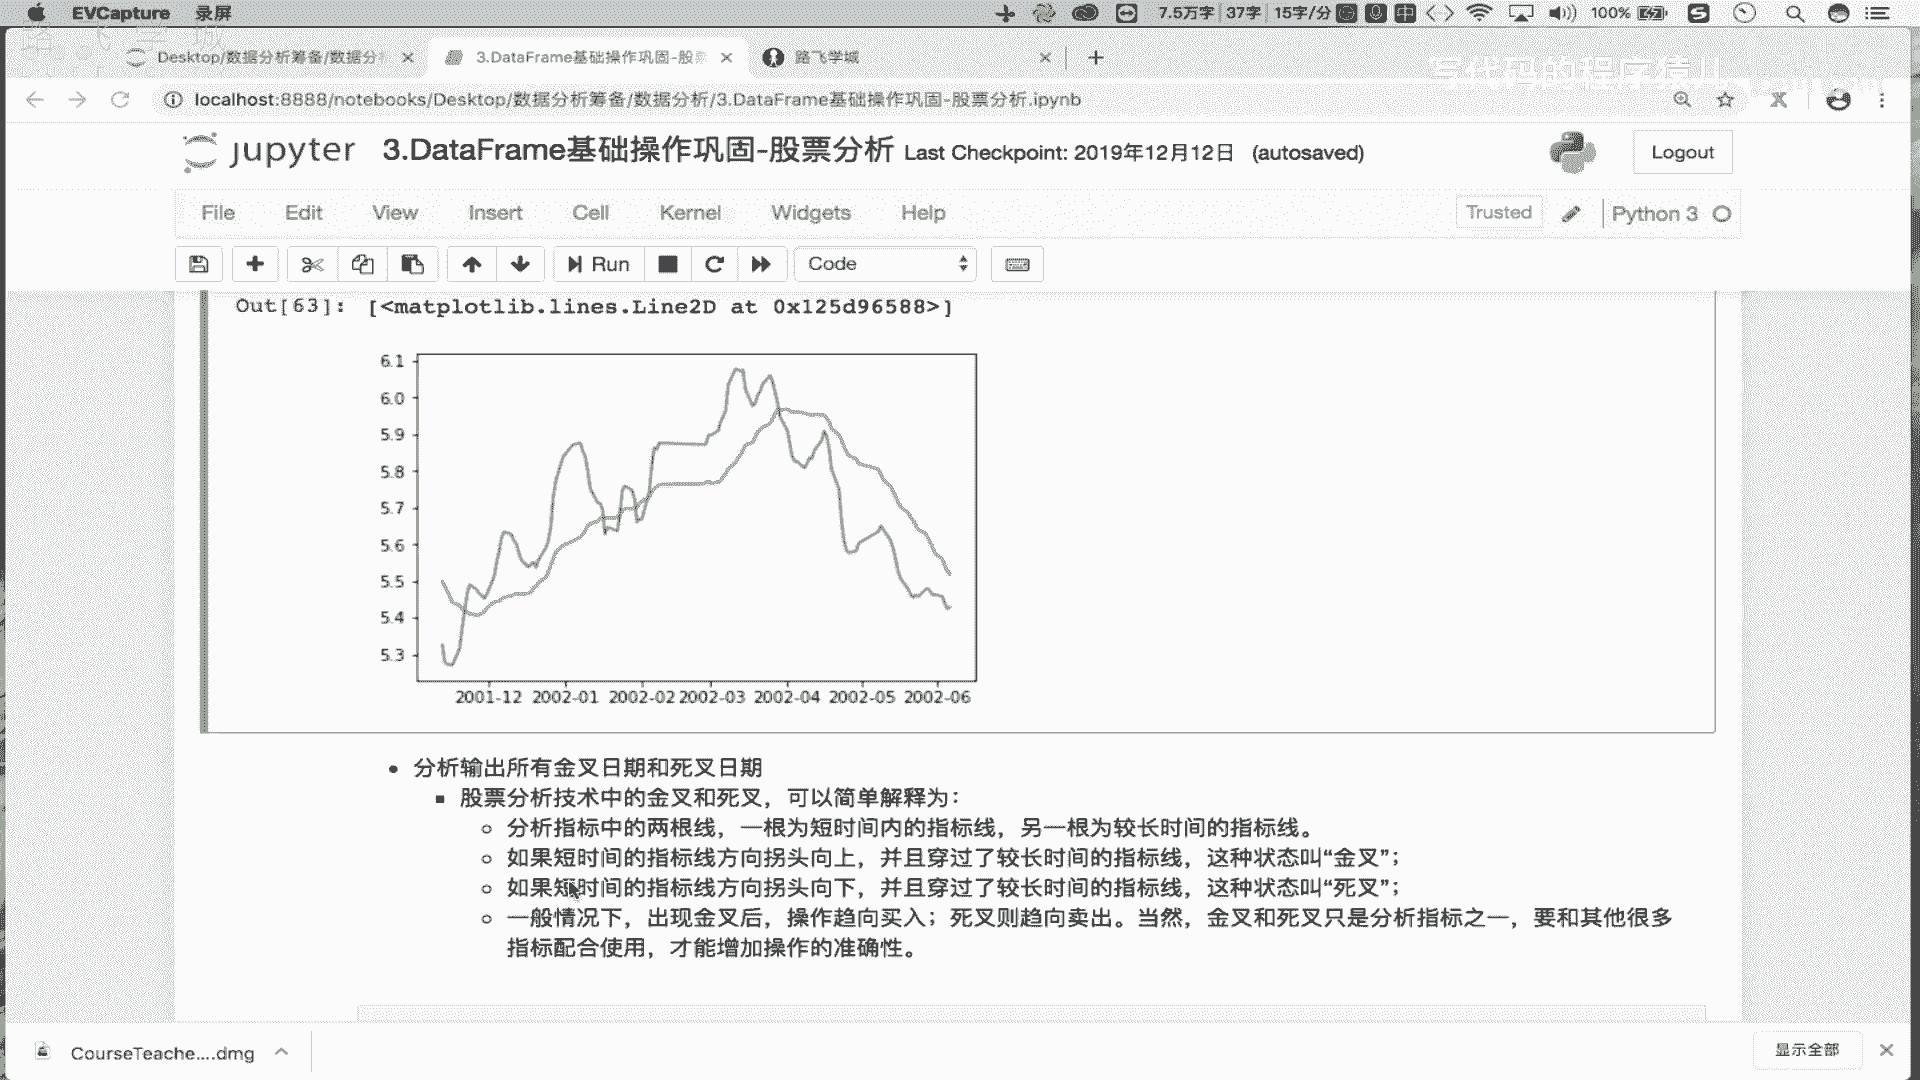 EVCapture 录屏 7.5万字 37字 15字/分 中 100%
Desktop/数据分析筹备/数据分 3.DataFrame基础操作巩固-股票 路飞学城
写代码的程序猿儿
localhost:8888/notebooks/Desktop/数据分析筹备/数据分析/3.DataFrame基础操作巩固-股票分析.ipynb
jupyter 3.DataFrame基础操作巩固-股票分析 Last Checkpoint: 2019年12月12日 (autosaved) Logout
File Edit View Insert Cell Kernel Widgets Help Trusted Python 3
Run Code
Out[63]: [<matplotlib.lines.Line2D at 0x125d96588>]
6.1
6.0
5.9
5.8
5.7
5.6
5.5
5.4
5.3
2001-12 2002-01 2002-02 2002-03 2002-04 2002-05 2002-06
分析输出所有金叉日期和死叉日期
股票分析技术中的金叉和死叉，可以简单解释为：
分析指标中的两根线，一根为短时间内的指标线，另一根为较长时间的指标线。
如果短时间的指标线方向拐头向上，并且穿过了较长时间的指标线，这种状态叫“金叉”；
如果短时间的指标线方向拐头向下，并且穿过了较长时间的指标线，这种状态叫“死叉”；
一般情况下，出现金叉后，操作趋向买入；死叉则趋向卖出。当然，金叉和死叉只是分析指标之一，要和其他很多
指标配合使用，才能增加操作的准确性。
CourseTeache....dmg 显示全部